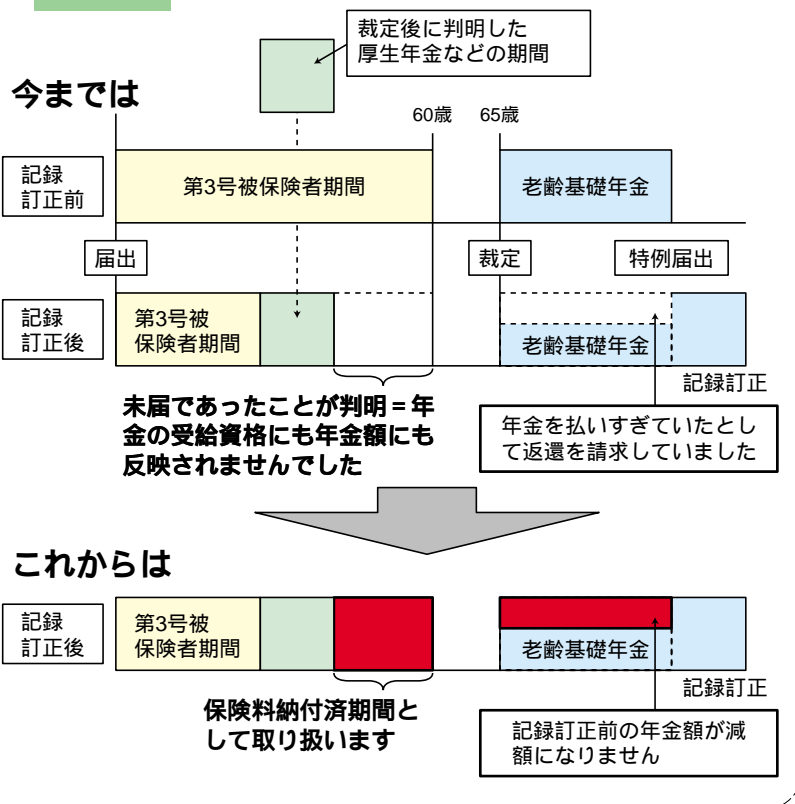 裁定後に判明した
厚生年金などの期間
今までは
60歳
65歳
記録
訂正前
第3号被保険者期間
老齢基礎年金
届出
裁定
特例届出
記録
訂正後
第3号被
保険者期間
老齢基礎年金
記録訂正
未届であったことが判明=年
金の受給資格にも年金額にも
反映されませんでした
年金を払いすぎていたとし
て返還を請求していました
これからは
記録
訂正後
第3号被
保険者期間
老齢基礎年金
記録訂正
保険料納付済期間と
して取り扱います
記録訂正前の年金額が減
額になりません